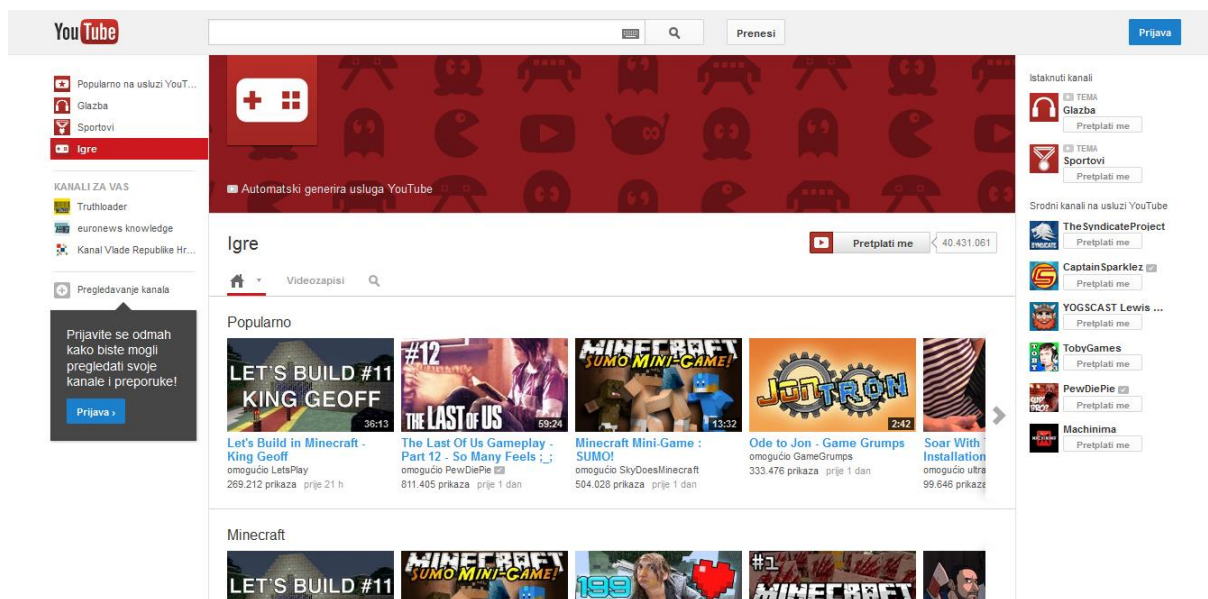 YouTube
Prenesi
Prijava
Popularno na usluzi YouT...
Glazba
Sportovi
Igre
KANALI ZA VAS
Truthloader
euronews knowledge
Kanal Vlade Republike Hr...
Pregledavanje kanala
Prijavite se odmah
kako biste mogli
pregledati svoje
kanale i preporuke!
Prijava ›
Automatski generira usluga YouTube
Igre
Pretplati me
40.431.061
Videozapisi
Popularno
LET'S BUILD #11
KING GEOFF
36:13
Let's Build in Minecraft -
King Geoff
omogućio LetsPlay
269.212 prikaza prije 21 h
#12
THE LAST OF US
59:24
The Last Of Us Gameplay -
Part 12 - So Many Feels ;_;
omogućio PewDiePie
811.405 prikaza prije 1 dan
MINECRAFT
SUMO MINI-GAME!
13:32
Minecraft Mini-Game :
SUMO!
omogućio SkyDoesMinecraft
504.028 prikaza prije 1 dan
JONTRON
2:42
Ode to Jon - Game Grumps
omogućio GameGrumps
333.476 prikaza prije 1 dan
Soar With
Installation
omogućio ultra
99.646 prikaza
Minecraft
LET'S BUILD #11
MINECRAFT
SUMO MINI-GAME!
199
#1
MINECRAFT
Istaknuti kanali
TEMA
Glazba
Pretplati me
TEMA
Sportovi
Pretplati me
Srodni kanali na usluzi YouTube
SYNDICATE
TheSyndicateProject
Pretplati me
CaptainSparklez
Pretplati me
YOGSCAST Lewis ...
Pretplati me
TobyGames
Pretplati me
PewDiePie
Pretplati me
MACHINIMA
Machinima
Pretplati me